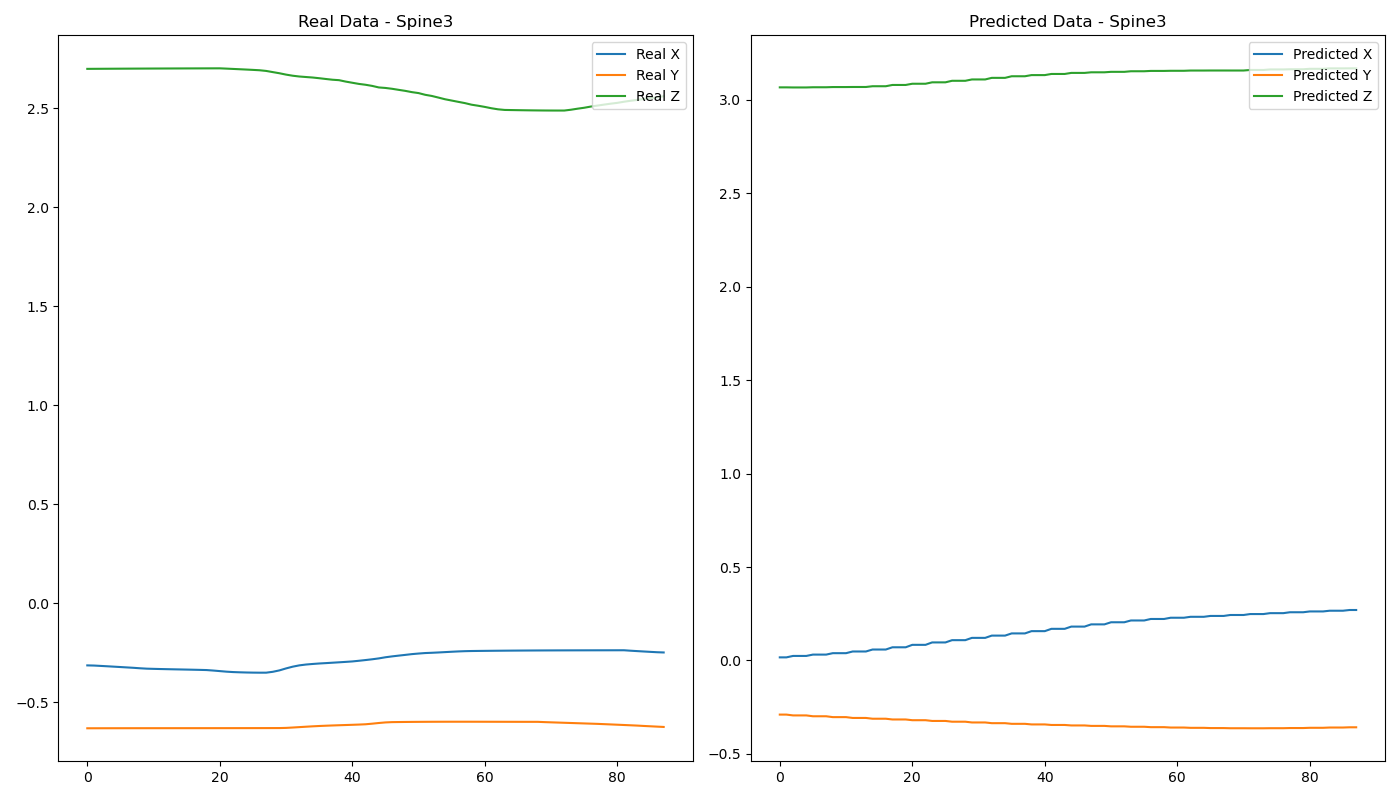 Real Data - Spine3
Real X
Real Y
Real Z
2.5
2.0
1.5
1.0
0.5
0.0
−0.5
0 20 40 60 80
Predicted Data - Spine3
Predicted X
Predicted Y
Predicted Z
3.0
2.5
2.0
1.5
1.0
0.5
0.0
−0.5
0 20 40 60 80